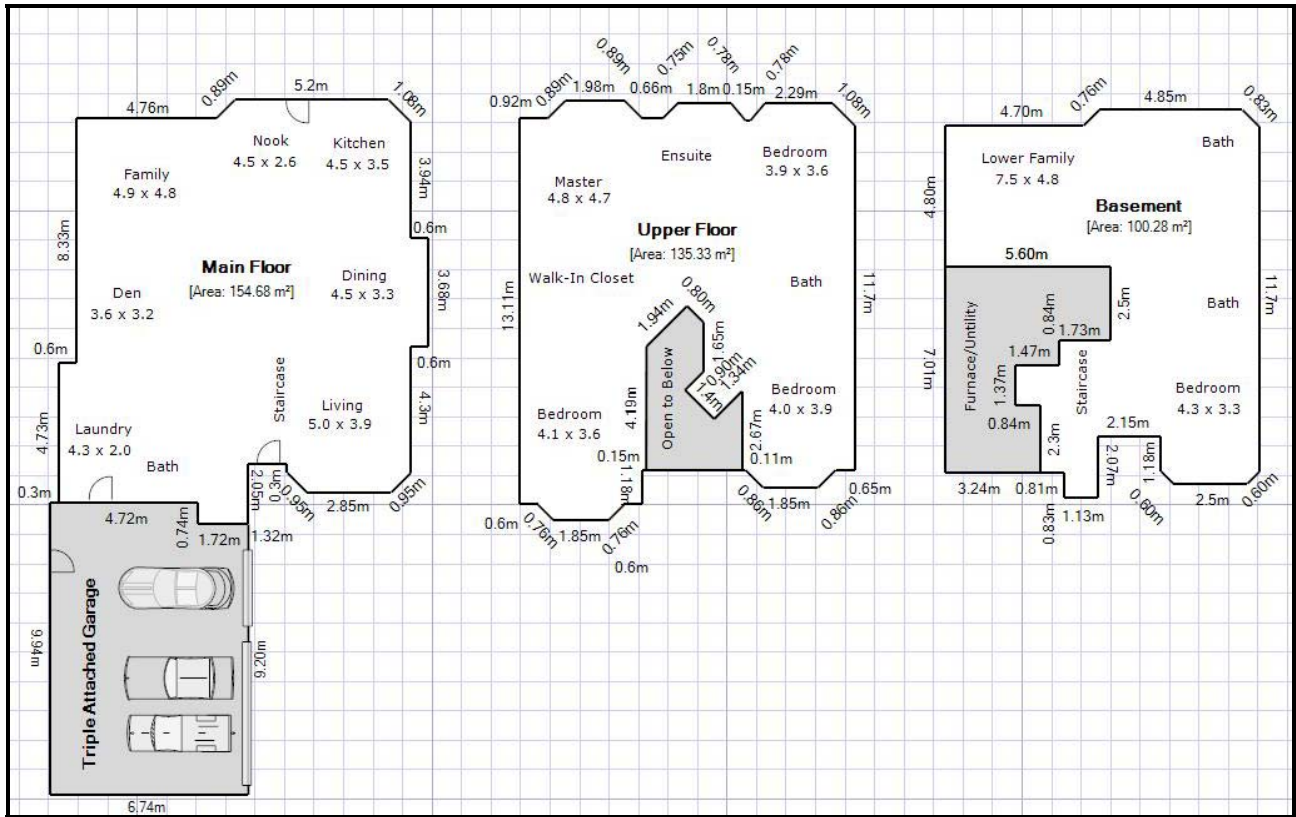 4.76m
0.89m
5.2m
1.08m
Nook
4.5 x 2.6
Kitchen
4.5 x 3.5
Family
4.9 x 4.8
3.94m
0.6m
8.33m
Main Floor
[Area: 154.68 m²]
Dining
4.5 x 3.3
3.68m
Den
3.6 x 3.2
0.6m
0.6m
Staircase
Living
5.0 x 3.9
4.3m
4.73m
Laundry
4.3 x 2.0
Bath
0.3m
4.72m
0.74m
1.72m
2.05m
1.32m
0.3m
0.95m
2.85m
0.95m
Triple Attached Garage
9.94m
9.20m
6.74m
0.92m
0.89m
1.98m
0.89m
0.66m
0.75m
1.8m
0.78m
0.15m
0.78m
2.29m
1.08m
Ensuite
Bedroom
3.9 x 3.6
Master
4.8 x 4.7
Upper Floor
[Area: 135.33 m²]
Walk-In Closet
Bath
13.11m
11.7m
0.80m
1.94m
1.65m
0.90m
1.34m
1.4m
Open to Below
4.19m
2.67m
Bedroom
4.0 x 3.9
Bedroom
4.1 x 3.6
0.15m
1.18m
0.11m
0.6m
0.76m
1.85m
0.76m
0.6m
0.86m
1.85m
0.86m
0.65m
4.70m
0.76m
4.85m
0.83m
Bath
Lower Family
7.5 x 4.8
4.80m
Basement
[Area: 100.28 m²]
5.60m
Bath
11.7m
Furnace/Untility
0.84m
2.5m
1.73m
1.47m
7.01m
1.37m
Staircase
Bedroom
4.3 x 3.3
0.84m
2.3m
2.15m
2.07m
1.18m
3.24m
0.81m
0.83m
1.13m
0.60m
2.5m
0.60m